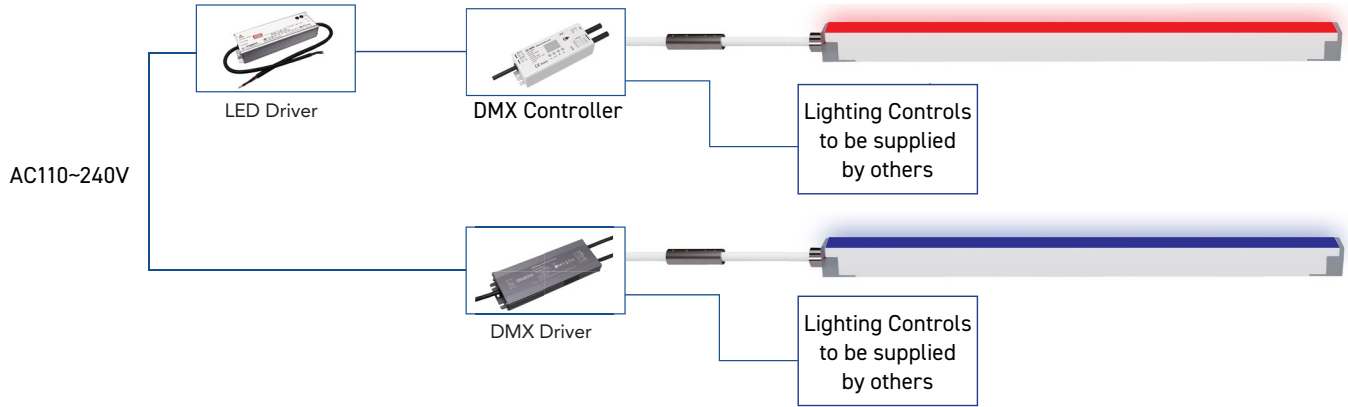 LED Driver
DMX Controller
Lighting Controls
to be supplied
by others
AC110~240V
DMX Driver
Lighting Controls
to be supplied
by others